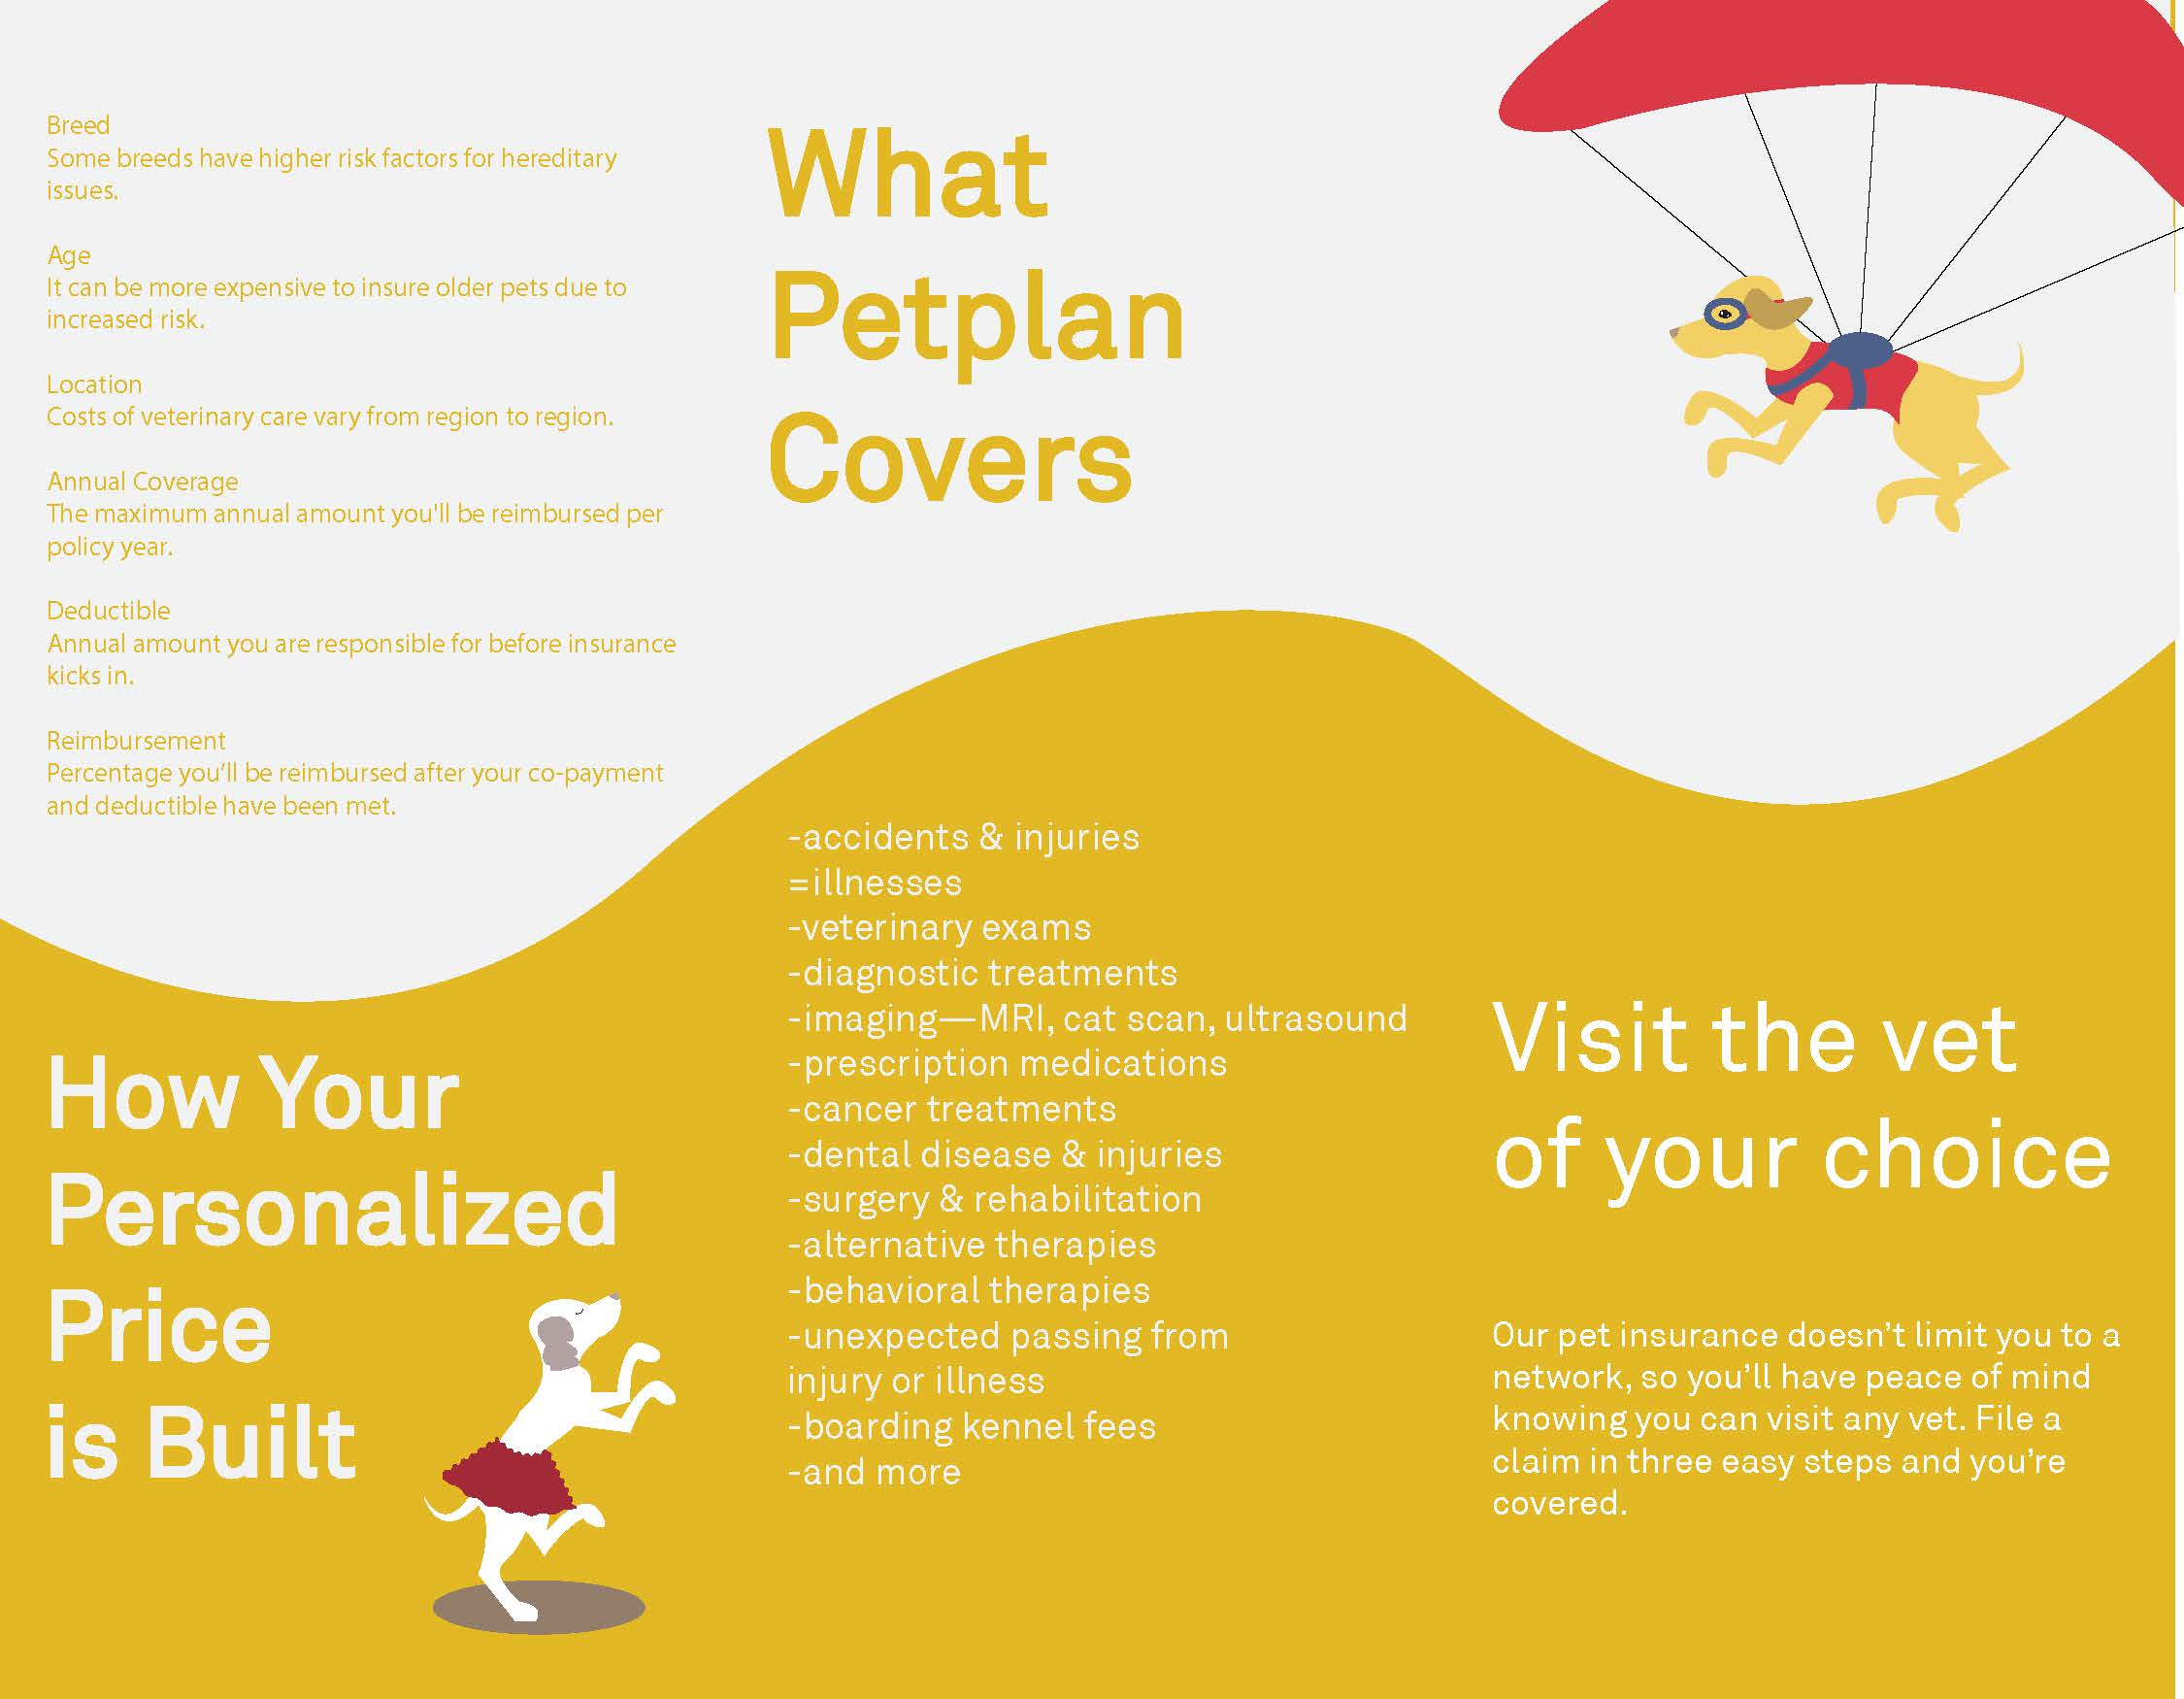 Breed
Some breeds have higher risk factors for hereditary
issues.
Age
It can be more expensive to insure older pets due to
increased risk.
Location
Costs of veterinary care vary from region to region.
Annual Coverage
The maximum annual amount you'll be reimbursed per
policy year.
Deductible
Annual amount you are responsible for before insurance
kicks in.
Reimbursement
Percentage you’ll be reimbursed after your co-payment
and deductible have been met.
How Your
Personalized
Price
is Built
What
Petplan
Covers
-accidents & injuries
=illnesses
-veterinary exams
-diagnostic treatments
-imaging—MRI, cat scan, ultrasound
-prescription medications
-cancer treatments
-dental disease & injuries
-surgery & rehabilitation
-alternative therapies
-behavioral therapies
-unexpected passing from
injury or illness
-boarding kennel fees
-and more
Visit the vet
of your choice
Our pet insurance doesn’t limit you to a
network, so you’ll have peace of mind
knowing you can visit any vet. File a
claim in three easy steps and you’re
covered.